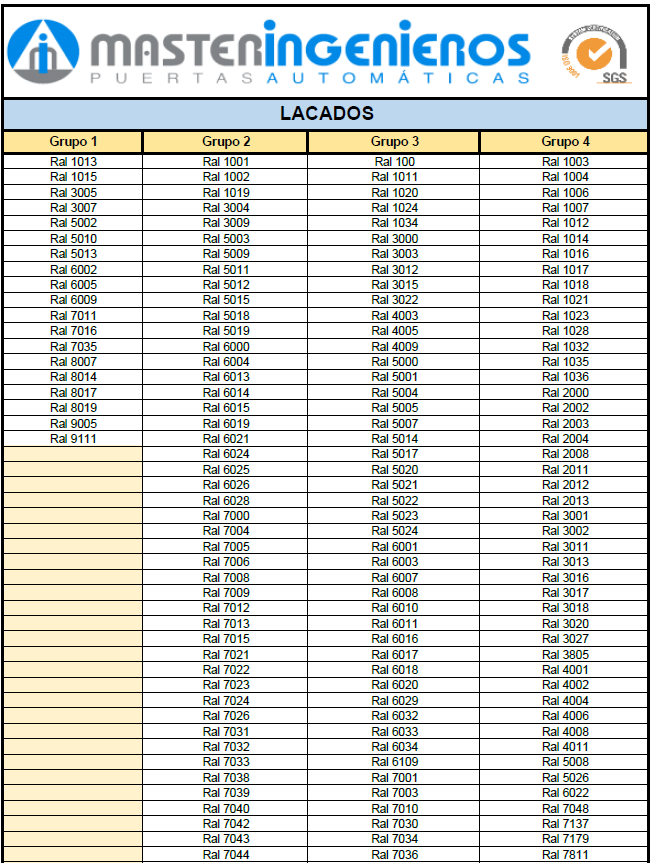 MASTERINGENIEROS
PUERTAS AUTOMÁTICAS
ISO 9001
SGS
LACADOS
Grupo 1 Grupo 2 Grupo 3 Grupo 4
Ral 1013 Ral 1001 Ral 100 Ral 1003
Ral 1015 Ral 1002 Ral 1011 Ral 1004
Ral 3005 Ral 1019 Ral 1020 Ral 1006
Ral 3007 Ral 3004 Ral 1024 Ral 1007
Ral 5002 Ral 3009 Ral 1034 Ral 1012
Ral 5010 Ral 5003 Ral 3000 Ral 1014
Ral 5013 Ral 5009 Ral 3003 Ral 1016
Ral 6002 Ral 5011 Ral 3012 Ral 1017
Ral 6005 Ral 5012 Ral 3015 Ral 1018
Ral 6009 Ral 5015 Ral 3022 Ral 1021
Ral 7011 Ral 5018 Ral 4003 Ral 1023
Ral 7016 Ral 5019 Ral 4005 Ral 1028
Ral 7035 Ral 6000 Ral 4009 Ral 1032
Ral 8007 Ral 6004 Ral 5000 Ral 1035
Ral 8014 Ral 6013 Ral 5001 Ral 1036
Ral 8017 Ral 6014 Ral 5004 Ral 2000
Ral 8019 Ral 6015 Ral 5005 Ral 2002
Ral 9005 Ral 6019 Ral 5007 Ral 2003
Ral 9111 Ral 6021 Ral 5014 Ral 2004
Ral 6024 Ral 5017 Ral 2008
Ral 6025 Ral 5020 Ral 2011
Ral 6026 Ral 5021 Ral 2012
Ral 6028 Ral 5022 Ral 2013
Ral 7000 Ral 5023 Ral 3001
Ral 7004 Ral 5024 Ral 3002
Ral 7005 Ral 6001 Ral 3011
Ral 7006 Ral 6003 Ral 3013
Ral 7008 Ral 6007 Ral 3016
Ral 7009 Ral 6008 Ral 3017
Ral 7012 Ral 6010 Ral 3018
Ral 7013 Ral 6011 Ral 3020
Ral 7015 Ral 6016 Ral 3027
Ral 7021 Ral 6017 Ral 3805
Ral 7022 Ral 6018 Ral 4001
Ral 7023 Ral 6020 Ral 4002
Ral 7024 Ral 6029 Ral 4004
Ral 7026 Ral 6032 Ral 4006
Ral 7031 Ral 6033 Ral 4008
Ral 7032 Ral 6034 Ral 4011
Ral 7033 Ral 6109 Ral 5008
Ral 7038 Ral 7001 Ral 5026
Ral 7039 Ral 7003 Ral 6022
Ral 7040 Ral 7010 Ral 7048
Ral 7042 Ral 7030 Ral 7137
Ral 7043 Ral 7034 Ral 7179
Ral 7044 Ral 7036 Ral 7811